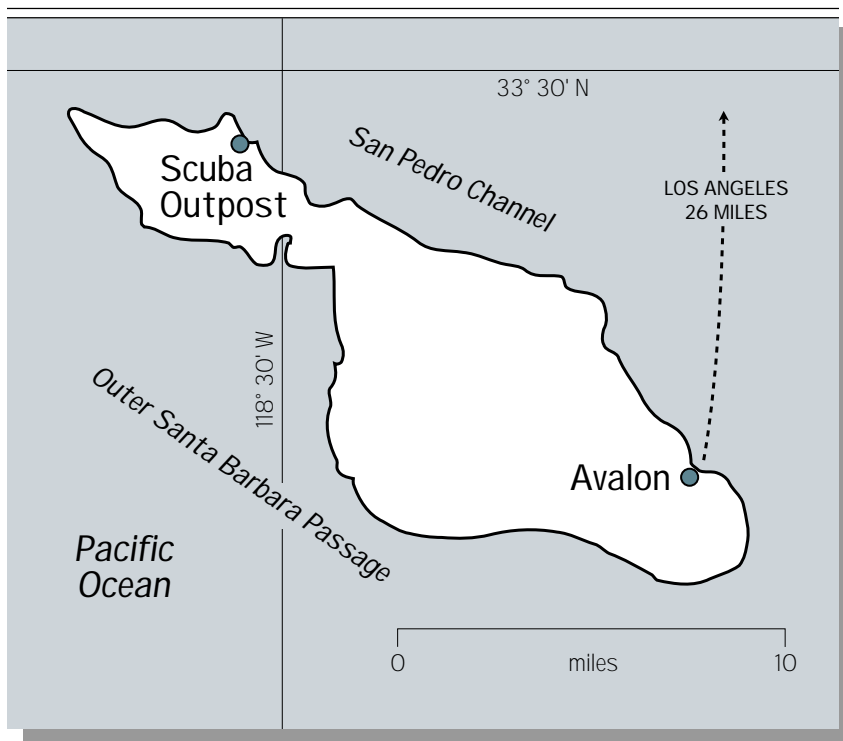 33° 30' N
San Pedro Channel
Scuba
Outpost
LOS ANGELES
26 MILES
118° 30' W
Outer Santa Barbara Passage
Avalon
Pacific
Ocean
0 miles 10